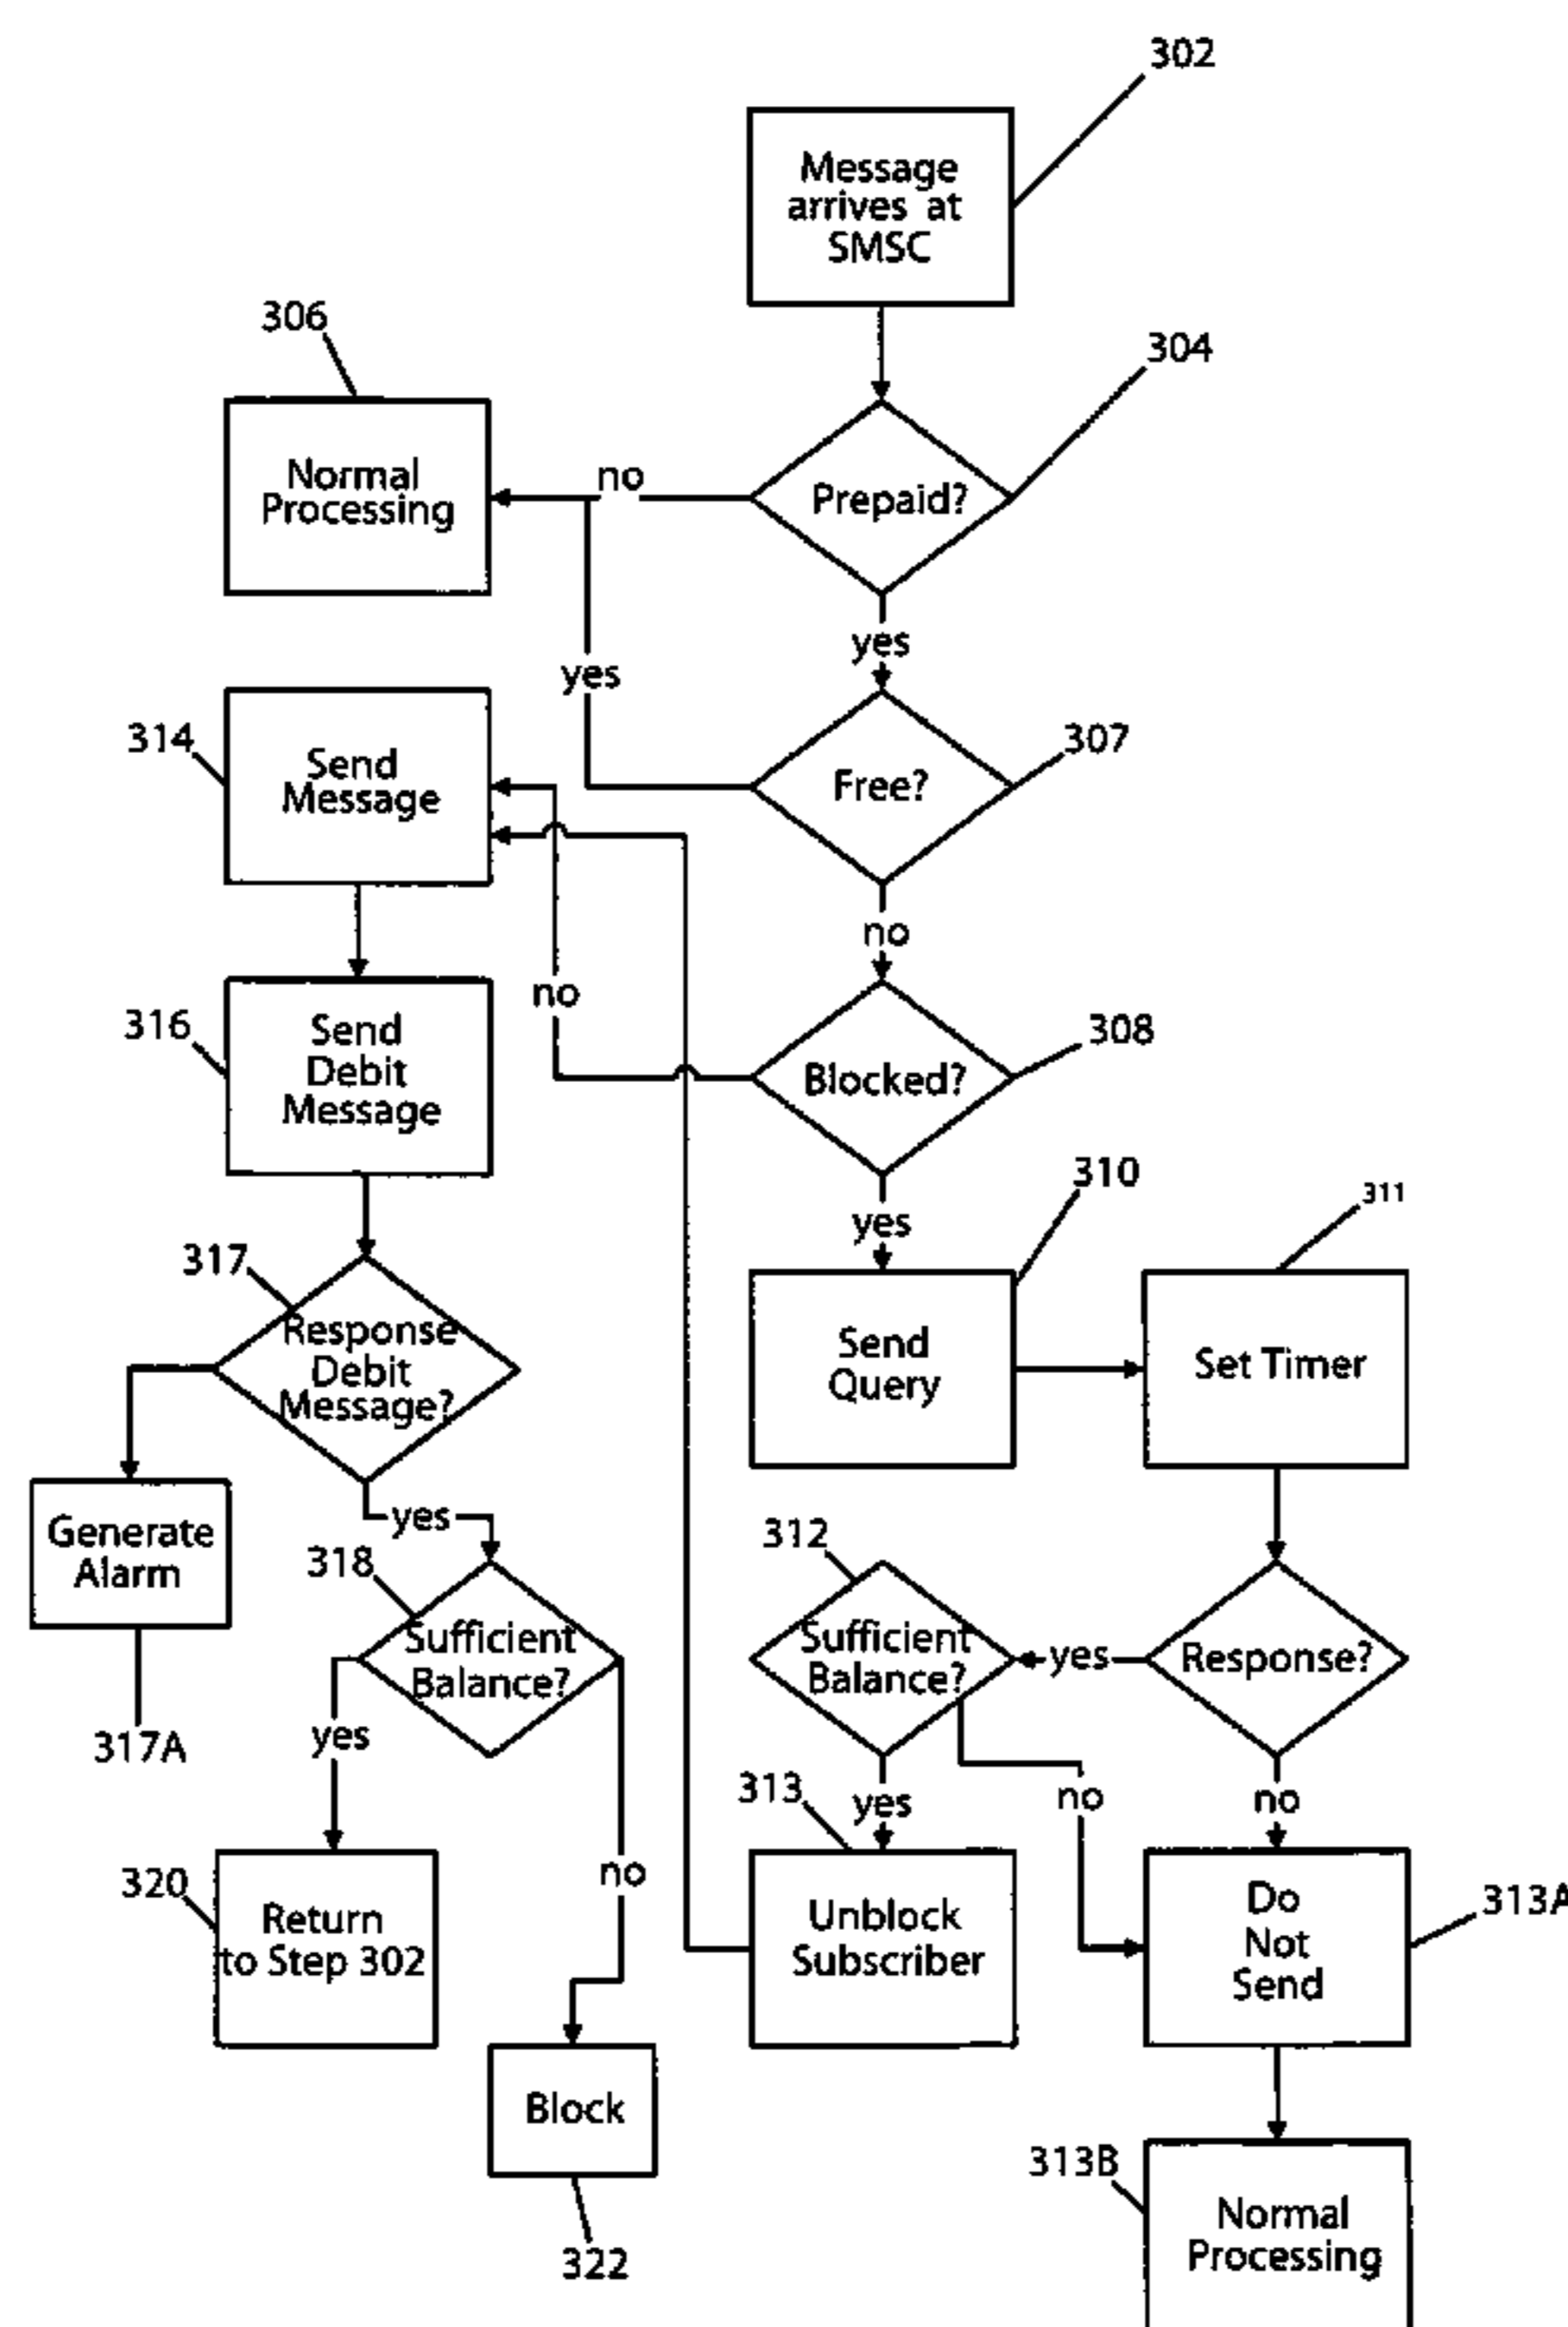 302
Message
arrives at
SMSC
306
304
Normal
Processing
no
Prepaid?
yes
yes
314
Send
Message
Free?
307
no
no
316
Send
Debit
Message
Blocked?
308
yes
310
311
317
Response
Debit
Message?
Send
Query
Set Timer
Generate
Alarm
yes
317A
318
Sufficient
Balance?
312
Sufficient
Balance?
yes
Response?
yes
no
313
yes
no
no
320
Return
to Step 302
Unblock
Subscriber
Do
Not
Send
313A
Block
322
313B
Normal
Processing